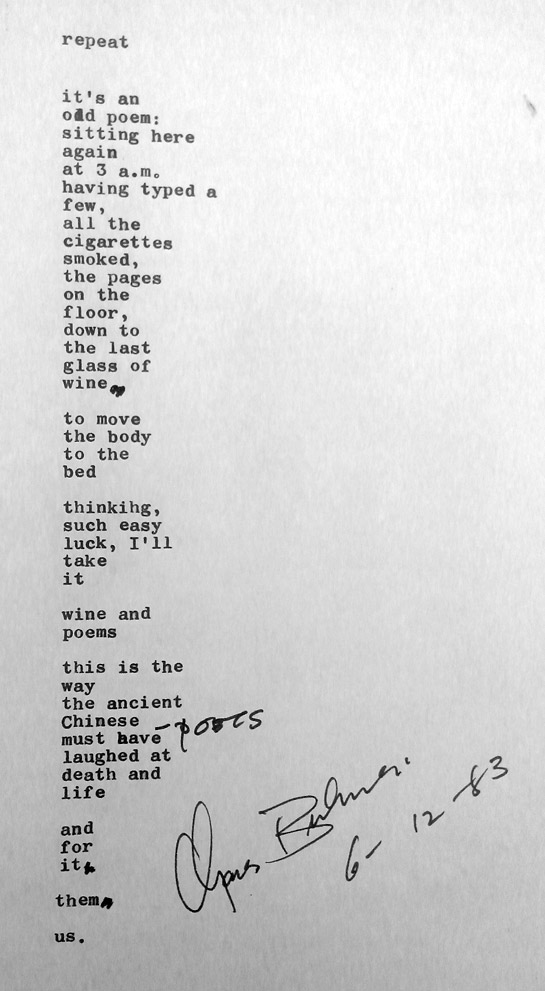 repeat
it's an
odd poem:
sitting here
again
at 3 a.m.
having typed a
few,
all the
cigarettes
smoked,
the pages
on the
floor,
down to
the last
glass of
wine,
to move
the body
to the
bed
thinkihg,
such easy
luck, I'll
take
it
wine and
poems
this is the
way
the ancient
Chinese - poets
must have
laughed at
death and
life
and
for
it,
them,
us.
6-12-83